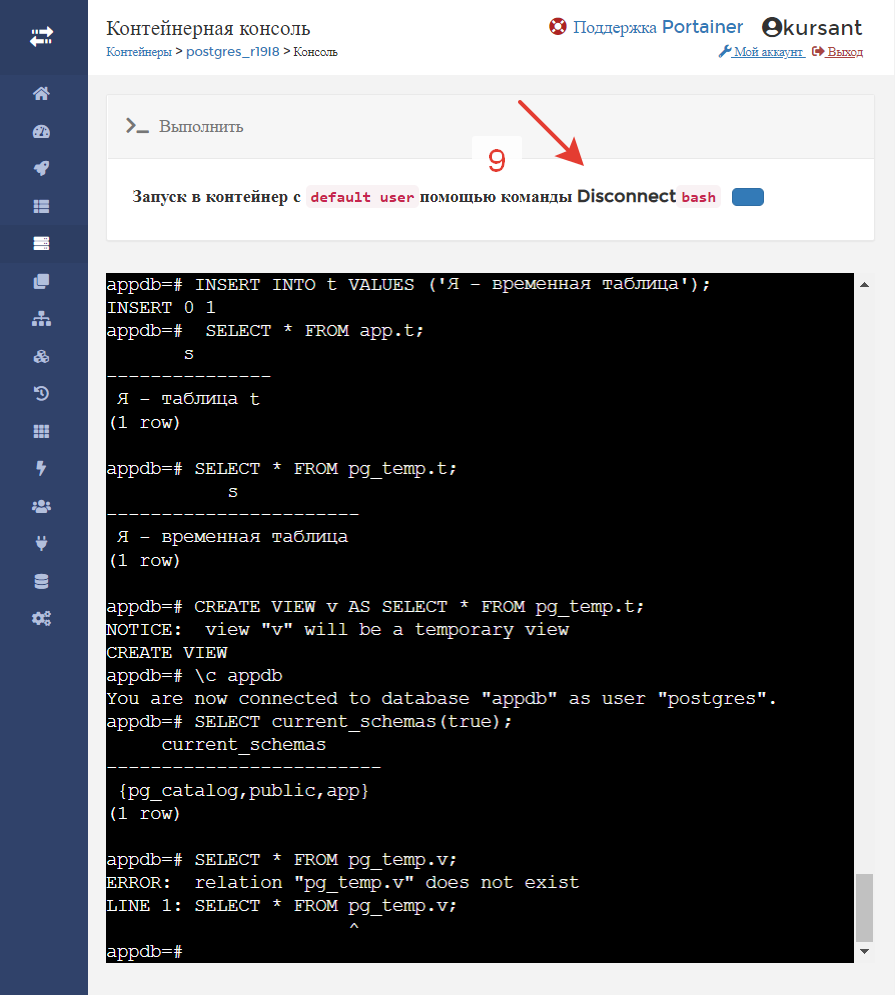 Контейнерная консоль
Поддержка Portainer
kursant
Контейнеры > postgres_r19l8 > Консоль
Мой аккаунт Выход
Выполнить
9
Запуск в контейнер с default user помощью команды Disconnect bash
appdb=# INSERT INTO t VALUES ('Я - временная таблица');
INSERT 0 1
appdb=#  SELECT * FROM app.t;
       s
---------------
 Я - таблица t
(1 row)
appdb=# SELECT * FROM pg_temp.t;
           s
-----------------------
 Я - временная таблица
(1 row)
appdb=# CREATE VIEW v AS SELECT * FROM pg_temp.t;
NOTICE:  view "v" will be a temporary view
CREATE VIEW
appdb=# \c appdb
You are now connected to database "appdb" as user "postgres".
appdb=# SELECT current_schemas(true);
     current_schemas
-------------------------
 {pg_catalog,public,app}
(1 row)
appdb=# SELECT * FROM pg_temp.v;
ERROR:  relation "pg_temp.v" does not exist
LINE 1: SELECT * FROM pg_temp.v;
                      ^
appdb=#